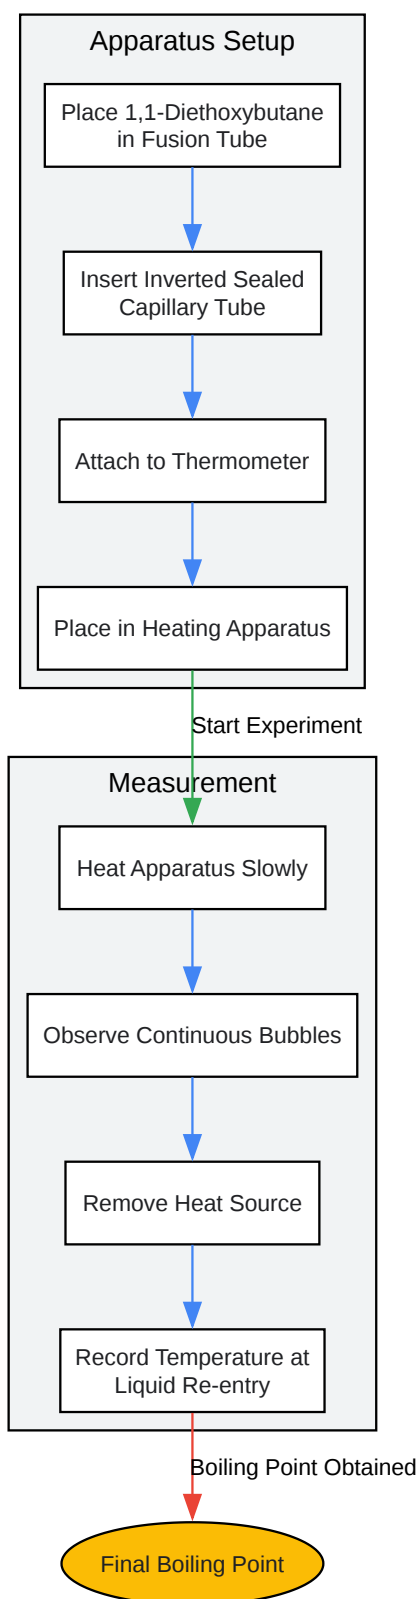 Apparatus Setup
Place 1,1-Diethoxybutane
in Fusion Tube
Insert Inverted Sealed
Capillary Tube
Attach to Thermometer
Place in Heating Apparatus
Start Experiment
Measurement
Heat Apparatus Slowly
Observe Continuous Bubbles
Remove Heat Source
Record Temperature at
Liquid Re-entry
Boiling Point Obtained
Final Boiling Point